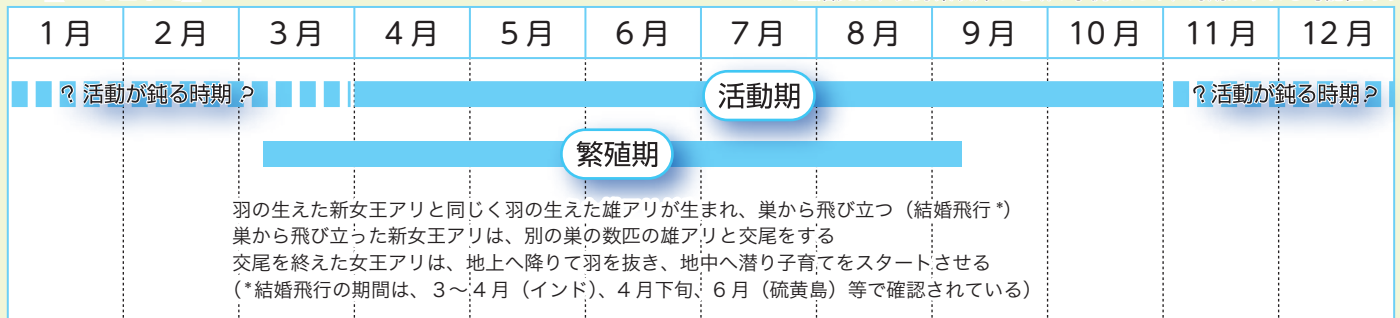 1月 2月 3月 4月 5月 6月 7月 8月 9月 10月 11月 12月
? 活動が鈍る時期 ? 活動期 ? 活動が鈍る時期 ?
繁殖期
羽の生えた新女王アリと同じく羽の生えた雄アリが生まれ、巣から飛び立つ（結婚飛行*）
巣から飛び立った新女王アリは、別の巣の数匹の雄アリと交尾をする
交尾を終えた女王アリは、地上へ降りて羽を抜き、地中へ潜り子育てをスタートさせる
（*結婚飛行の期間は、3～4月（インド）、4月下旬、6月（硫黄島）等で確認されている）